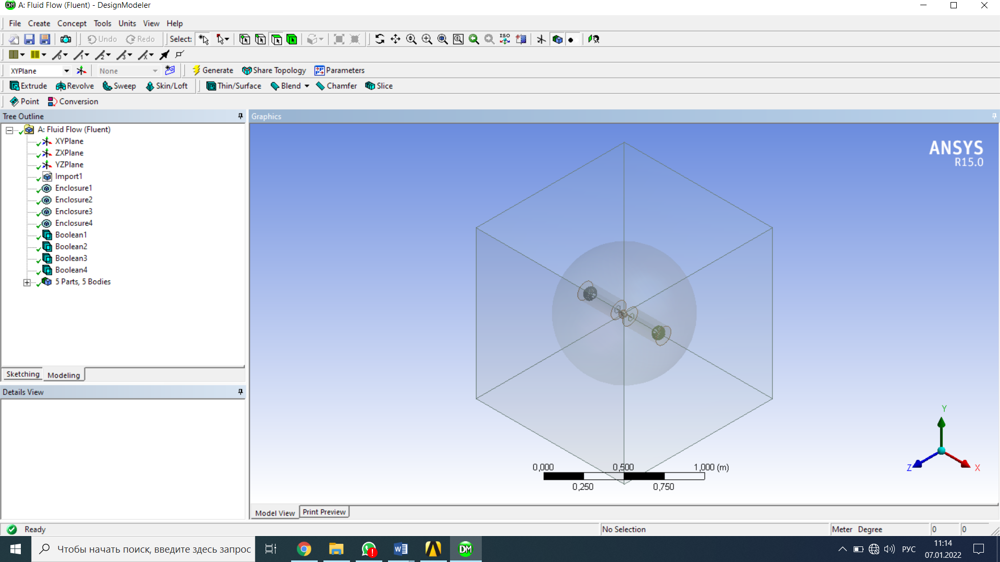 A: Fluid Flow (Fluent) - DesignModeler
File Create Concept Tools Units View Help
Undo Redo Select:
XYPlane None Generate Share Topology Parameters
Extrude Revolve Sweep Skin/Loft Thin/Surface Blend Chamfer Slice
Point Conversion
Tree Outline
A: Fluid Flow (Fluent)
XYPlane
ZXPlane
YZPlane
Import1
Enclosure1
Enclosure2
Enclosure3
Enclosure4
Boolean1
Boolean2
Boolean3
Boolean4
5 Parts, 5 Bodies
Sketching Modeling
Details View
Graphics
ANSYS
R15.0
0,000 0,500 1,000 (m)
0,250 0,750
Y
Z X
Model View Print Preview
Ready No Selection Meter Degree 0 0
Чтобы начать поиск, введите здесь запрос
DM
РУС
11:14
07.01.2022